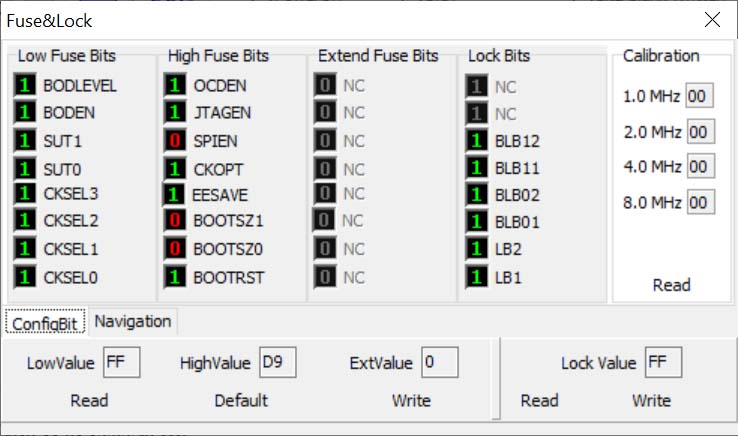 Fuse&Lock
Low Fuse Bits High Fuse Bits Extend Fuse Bits Lock Bits Calibration
1 BODLEVEL 1 OCDEN 0 NC 1 NC 1.0 MHz 00
1 BODEN 1 JTAGEN 0 NC 1 NC
1 SUT1 0 SPIEN 0 NC 1 BLB12 2.0 MHz 00
1 SUT0 1 CKOPT 0 NC 1 BLB11 4.0 MHz 00
1 CKSEL3 1 EESAVE 0 NC 1 BLB02 8.0 MHz 00
1 CKSEL2 0 BOOTSZ1 0 NC 1 BLB01
1 CKSEL1 0 BOOTSZ0 0 NC 1 LB2
1 CKSEL0 1 BOOTRST 0 NC 1 LB1 Read
ConfigBit Navigation
LowValue FF HighValue D9 ExtValue 0 Lock Value FF
Read Default Write Read Write